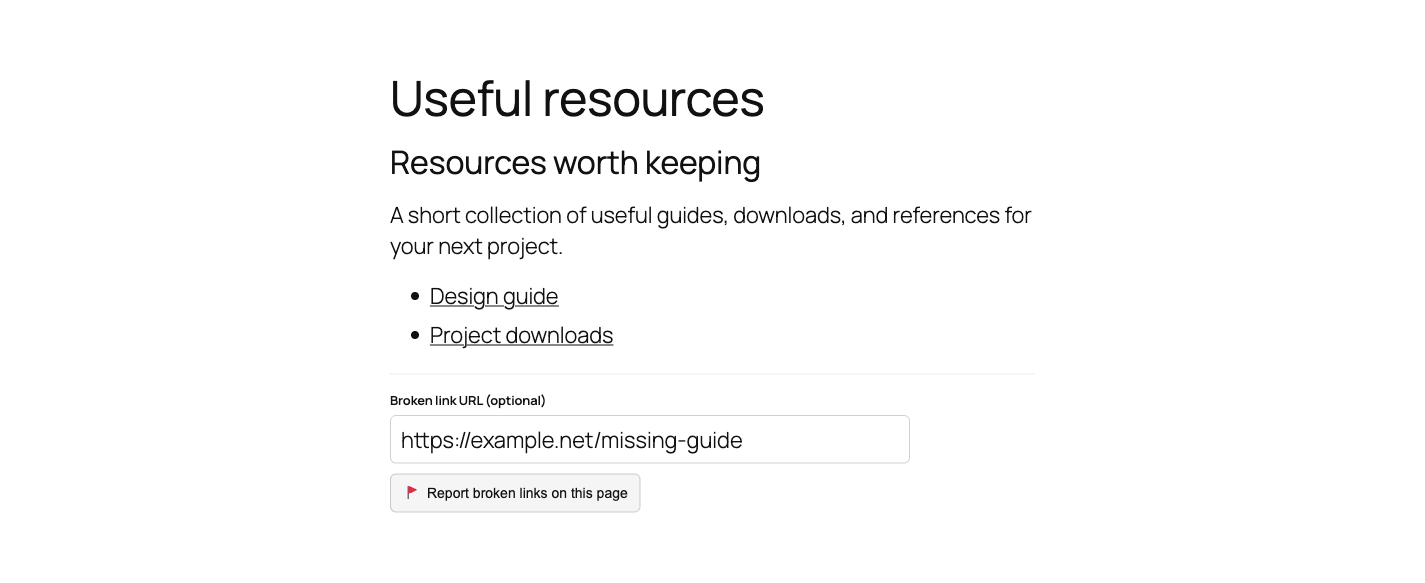 Useful resources
Resources worth keeping
A short collection of useful guides, downloads, and references for
your next project.
Design guide
Project downloads
Broken link URL (optional)
https://example.net/missing-guide
Report broken links on this page